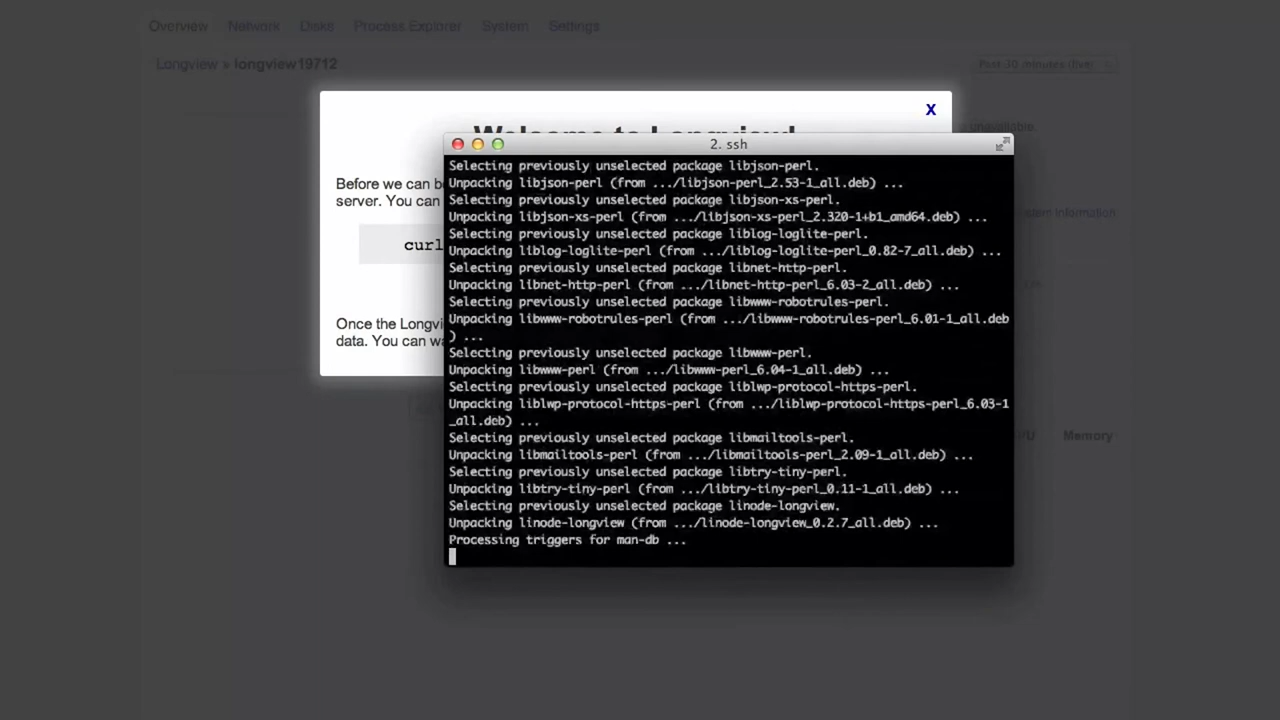 Overview Network Disks Process Explorer System Settings
Longview » longview19712
Past 30 minutes (live)
X
Welcome to Longview!
unavailable.
2. ssh
Before we can b
server. You can
curl
Once the Longvi
data. You can wa
System Information
Memory
Selecting previously unselected package libjson-perl.
Unpacking libjson-perl (from .../libjson-perl_2.53-1_all.deb) ...
Selecting previously unselected package libjson-xs-perl.
Unpacking libjson-xs-perl (from .../libjson-xs-perl_2.320-1+b1_amd64.deb) ...
Selecting previously unselected package liblog-loglite-perl.
Unpacking liblog-loglite-perl (from .../liblog-loglite-perl_0.82-7_all.deb) ...
Selecting previously unselected package libnet-http-perl.
Unpacking libnet-http-perl (from .../libnet-http-perl_6.03-2_all.deb) ...
Selecting previously unselected package libwww-robotrules-perl.
Unpacking libwww-robotrules-perl (from .../libwww-robotrules-perl_6.01-1_all.deb
) ...
Selecting previously unselected package libwww-perl.
Unpacking libwww-perl (from .../libwww-perl_6.04-1_all.deb) ...
Selecting previously unselected package liblwp-protocol-https-perl.
Unpacking liblwp-protocol-https-perl (from .../liblwp-protocol-https-perl_6.03-1
_all.deb) ...
Selecting previously unselected package libmailtools-perl.
Unpacking libmailtools-perl (from .../libmailtools-perl_2.09-1_all.deb) ...
Selecting previously unselected package libtry-tiny-perl.
Unpacking libtry-tiny-perl (from .../libtry-tiny-perl_0.11-1_all.deb) ...
Selecting previously unselected package linode-longview.
Unpacking linode-longview (from .../linode-longview_0.2.7_all.deb) ...
Processing triggers for man-db ...